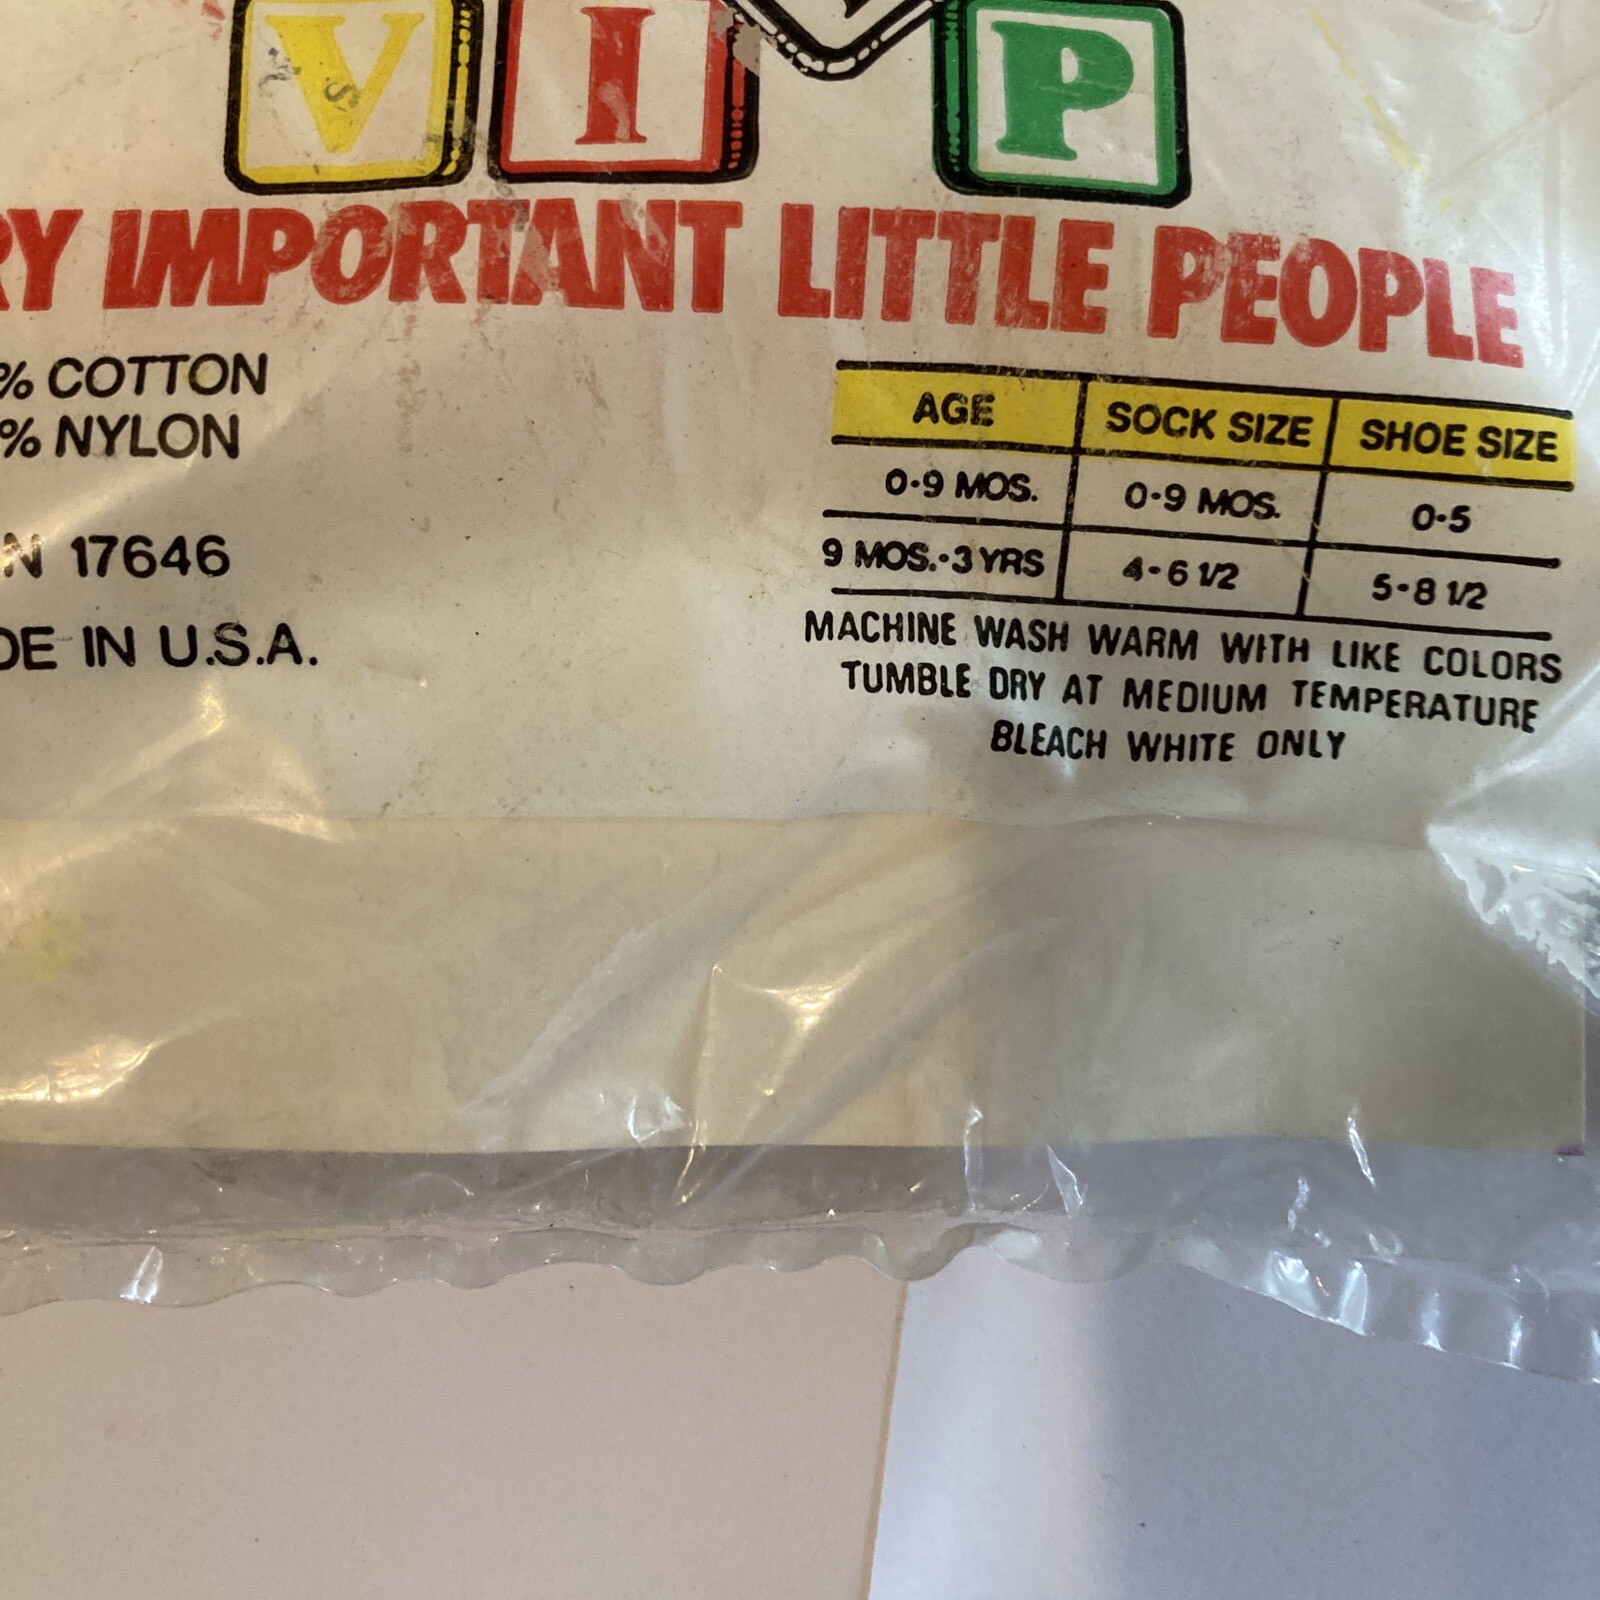 V I P
RY IMPORTANT LITTLE PEOPLE
% COTTON
% NYLON
N 17646
DE IN U.S.A.
AGE SOCK SIZE SHOE SIZE
0-9 MOS. 0-9 MOS. 0-5
9 MOS.-3 YRS 4-6 1/2 5-8 1/2
MACHINE WASH WARM WITH LIKE COLORS
TUMBLE DRY AT MEDIUM TEMPERATURE
BLEACH WHITE ONLY